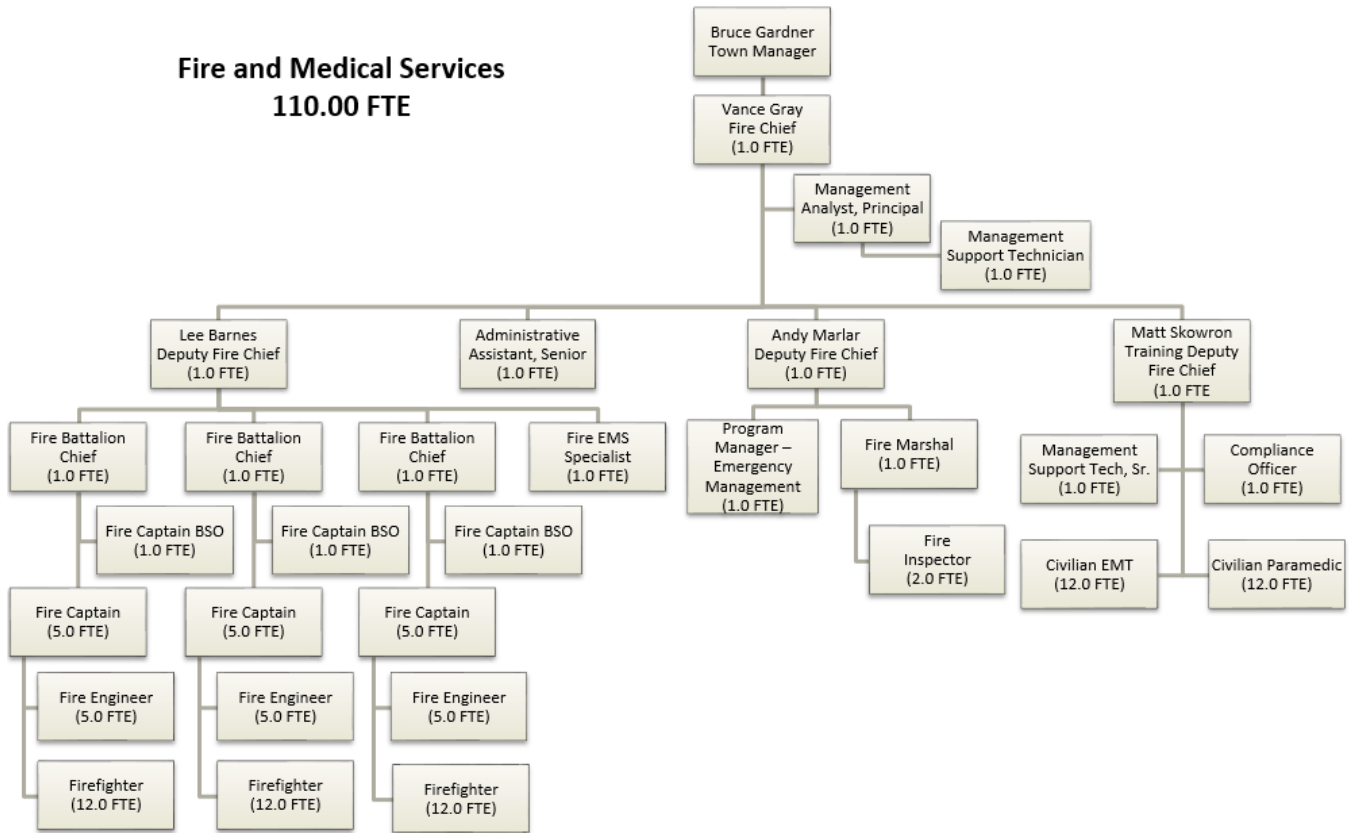 Fire and Medical Services
110.00 FTE
Bruce Gardner
Town Manager
Vance Gray
Fire Chief
(1.0 FTE)
Management
Analyst, Principal
(1.0 FTE)
Management
Support Technician
(1.0 FTE)
Lee Barnes
Deputy Fire Chief
(1.0 FTE)
Administrative
Assistant, Senior
(1.0 FTE)
Andy Marlar
Deputy Fire Chief
(1.0 FTE)
Matt Skowron
Training Deputy
Fire Chief
(1.0 FTE
Fire Battalion
Chief
(1.0 FTE)
Fire Battalion
Chief
(1.0 FTE)
Fire Battalion
Chief
(1.0 FTE)
Fire EMS
Specialist
(1.0 FTE)
Program
Manager –
Emergency
Management
(1.0 FTE)
Fire Marshal
(1.0 FTE)
Management
Support Tech, Sr.
(1.0 FTE)
Compliance
Officer
(1.0 FTE)
Fire Captain BSO
(1.0 FTE)
Fire Captain BSO
(1.0 FTE)
Fire Captain BSO
(1.0 FTE)
Fire
Inspector
(2.0 FTE)
Civilian EMT
(12.0 FTE)
Civilian Paramedic
(12.0 FTE)
Fire Captain
(5.0 FTE)
Fire Captain
(5.0 FTE)
Fire Captain
(5.0 FTE)
Fire Engineer
(5.0 FTE)
Fire Engineer
(5.0 FTE)
Fire Engineer
(5.0 FTE)
Firefighter
(12.0 FTE)
Firefighter
(12.0 FTE)
Firefighter
(12.0 FTE)